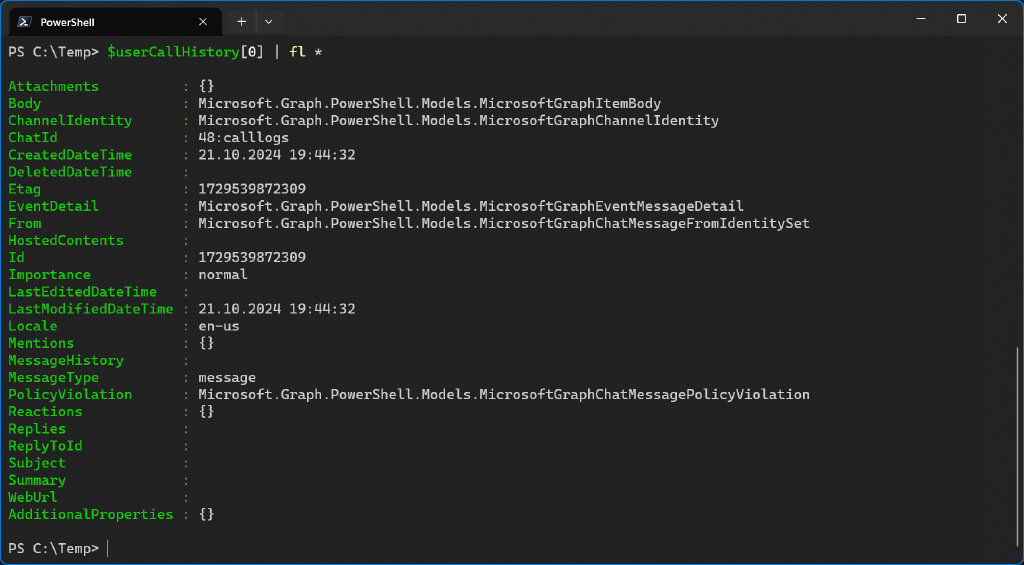 PowerShell
PS C:\Temp> $userCallHistory[0] | fl *
Attachments : {}
Body : Microsoft.Graph.PowerShell.Models.MicrosoftGraphItemBody
ChannelIdentity : Microsoft.Graph.PowerShell.Models.MicrosoftGraphChannelIdentity
ChatId : 48:calllogs
CreatedDateTime : 21.10.2024 19:44:32
DeletedDateTime :
Etag : 1729539872309
EventDetail : Microsoft.Graph.PowerShell.Models.MicrosoftGraphEventMessageDetail
From : Microsoft.Graph.PowerShell.Models.MicrosoftGraphChatMessageFromIdentitySet
HostedContents :
Id : 1729539872309
Importance : normal
LastEditedDateTime :
LastModifiedDateTime : 21.10.2024 19:44:32
Locale : en-us
Mentions : {}
MessageHistory :
MessageType : message
PolicyViolation : Microsoft.Graph.PowerShell.Models.MicrosoftGraphChatMessagePolicyViolation
Reactions : {}
Replies :
ReplyToId :
Subject :
Summary :
WebUrl :
AdditionalProperties : {}
PS C:\Temp>